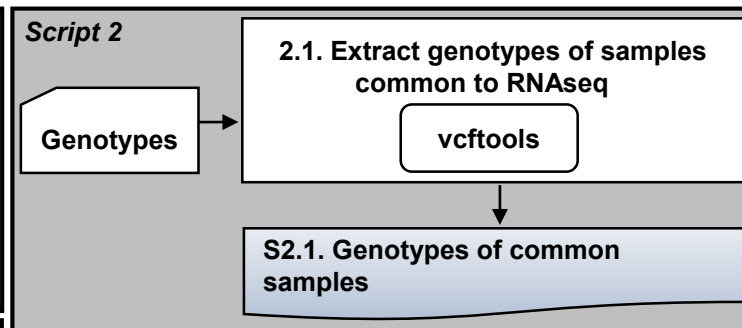 Script 2
2.1. Extract genotypes of samples
common to RNAseq
Genotypes
vcftools
S2.1. Genotypes of common
samples